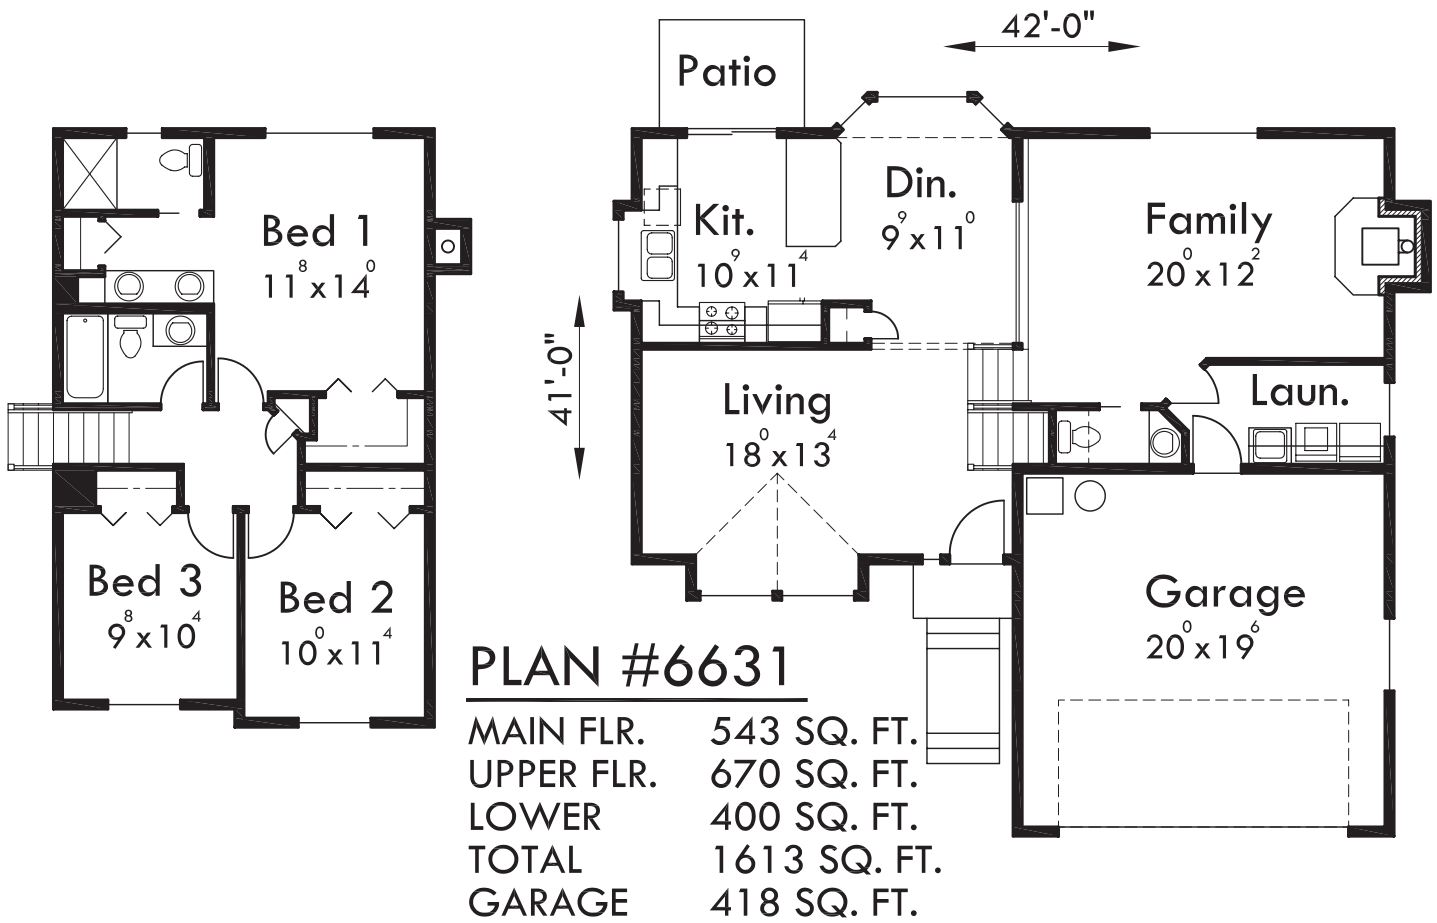 42'-0"
Patio
Din.
9⁹x11⁰
Kit.
10⁹x11⁴
Family
20⁰x12²
Bed 1
11⁸x14⁰
41'-0"
Living
18⁰x13⁴
Laun.
Bed 3
9⁸x10⁴
Bed 2
10⁰x11⁴
Garage
20⁰x19⁶
PLAN #6631
MAIN FLR. 543 SQ. FT.
UPPER FLR. 670 SQ. FT.
LOWER 400 SQ. FT.
TOTAL 1613 SQ. FT.
GARAGE 418 SQ. FT.